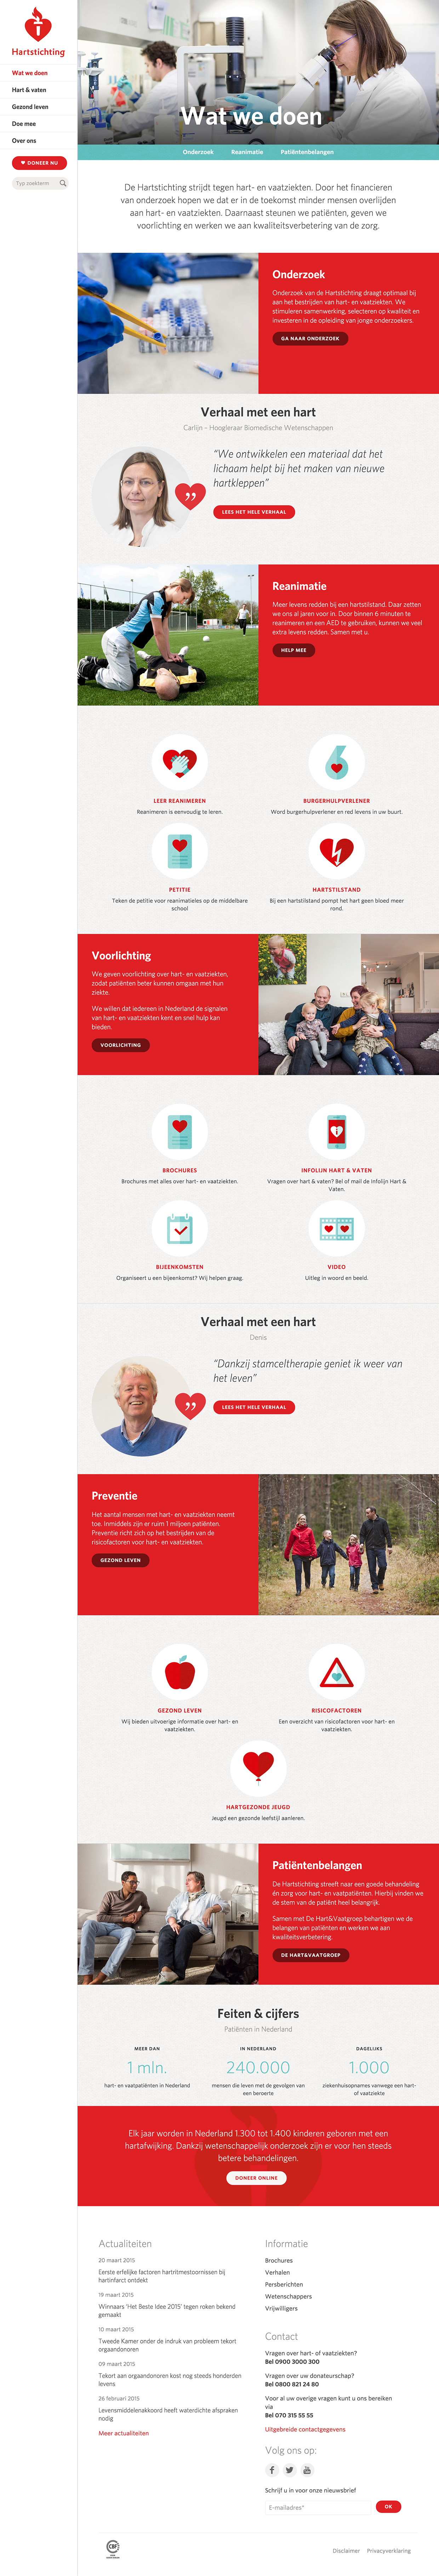 Hartstichting
Wat we doen
Hart & vaten
Gezond leven
Doe mee
Over ons
DONEER NU
Typ zoekterm
Wat we doen
Onderzoek Reanimatie Patiëntenbelangen
De Hartstichting strijdt tegen hart- en vaatziekten. Door het financieren
van onderzoek hopen we dat er in de toekomst minder mensen overlijden
aan hart- en vaatziekten. Daarnaast steunen we patiënten, geven we
voorlichting en werken we aan kwaliteitsverbetering van de zorg.
Onderzoek
Onderzoek van de Hartstichting draagt optimaal bij
aan het bestrijden van hart- en vaatziekten. We
stimuleren samenwerking, selecteren op kwaliteit en
investeren in de opleiding van jonge onderzoekers.
GA NAAR ONDERZOEK
Verhaal met een hart
Carlijn – Hoogleraar Biomedische Wetenschappen
“We ontwikkelen een materiaal dat het
lichaam helpt bij het maken van nieuwe
hartkleppen”
LEES HET HELE VERHAAL
Reanimatie
Meer levens redden bij een hartstilstand. Daar zetten
we ons al jaren voor in. Door binnen 6 minuten te
reanimeren en een AED te gebruiken, kunnen we veel
extra levens redden. Samen met u.
HELP MEE
LEER REANIMEREN
Reanimeren is eenvoudig te leren.
BURGERHULPVERLENER
Word burgerhulpverlener en red levens in uw buurt.
PETITIE
Teken de petitie voor reanimatieles op de middelbare
school
HARTSTILSTAND
Bij een hartstilstand pompt het hart geen bloed meer
rond.
Voorlichting
We geven voorlichting over hart- en vaatziekten,
zodat patiënten beter kunnen omgaan met hun
ziekte.
We willen dat iedereen in Nederland de signalen
van hart- en vaatziekten kent en snel hulp kan
bieden.
VOORLICHTING
BROCHURES
Brochures met alles over hart- en vaatziekten.
INFOLIJN HART & VATEN
Vragen over hart & vaten? Bel of mail de Infolijn Hart &
Vaten.
BIJEENKOMSTEN
Organiseert u een bijeenkomst? Wij helpen graag.
VIDEO
Uitleg in woord en beeld.
Verhaal met een hart
Denis
“Dankzij stamceltherapie geniet ik weer van
het leven”
LEES HET HELE VERHAAL
Preventie
Het aantal mensen met hart- en vaatziekten neemt
toe. Inmiddels zijn er ruim 1 miljoen patiënten.
Preventie richt zich op het bestrijden van de
risicofactoren voor hart- en vaatziekten.
GEZOND LEVEN
GEZOND LEVEN
Wij bieden uitvoerige informatie over hart- en
vaatziekten.
RISICOFACTOREN
Een overzicht van risicofactoren voor hart- en
vaatziekten.
HARTGEZONDE JEUGD
Jeugd een gezonde leefstijl aanleren.
Patiëntenbelangen
De Hartstichting streeft naar een goede behandeling
én zorg voor hart- en vaatpatiënten. Hierbij vinden we
de stem van de patiënt heel belangrijk.
Samen met De Hart&Vaatgroep behartigen we de
belangen van patiënten en werken we aan
kwaliteitsverbetering.
DE HART&VAATGROEP
Feiten & cijfers
Patiënten in Nederland
MEER DAN
1 mln.
hart- en vaatpatiënten in Nederland
IN NEDERLAND
240.000
mensen die leven met de gevolgen van
een beroerte
DAGELIJKS
1.000
ziekenhuisopnames vanwege een hart-
of vaatziekte
Elk jaar worden in Nederland 1.300 tot 1.400 kinderen geboren met een
hartafwijking. Dankzij wetenschappelijk onderzoek zijn er voor hen steeds
betere behandelingen.
DONEER ONLINE
Actualiteiten
20 maart 2015
Eerste erfelijke factoren hartritmestoornissen bij
hartinfarct ontdekt
19 maart 2015
Winnaars 'Het Beste Idee 2015' tegen roken bekend
gemaakt
10 maart 2015
Tweede Kamer onder de indruk van probleem tekort
orgaandonoren
09 maart 2015
Tekort aan orgaandonoren kost nog steeds honderden
levens
26 februari 2015
Levensmiddelenakkoord heeft waterdichte afspraken
nodig
Meer actualiteiten
Informatie
Brochures
Verhalen
Persberichten
Wetenschappers
Vrijwilligers
Contact
Vragen over hart- of vaatziekten?
Bel 0900 3000 300
Vragen over uw donateurschap?
Bel 0800 821 24 80
Voor al uw overige vragen kunt u ons bereiken
via
Bel 070 315 55 55
Uitgebreide contactgegevens
Volg ons op:
Schrijf u in voor onze nieuwsbrief
E-mailadres*
OK
CBF
Disclaimer Privacyverklaring